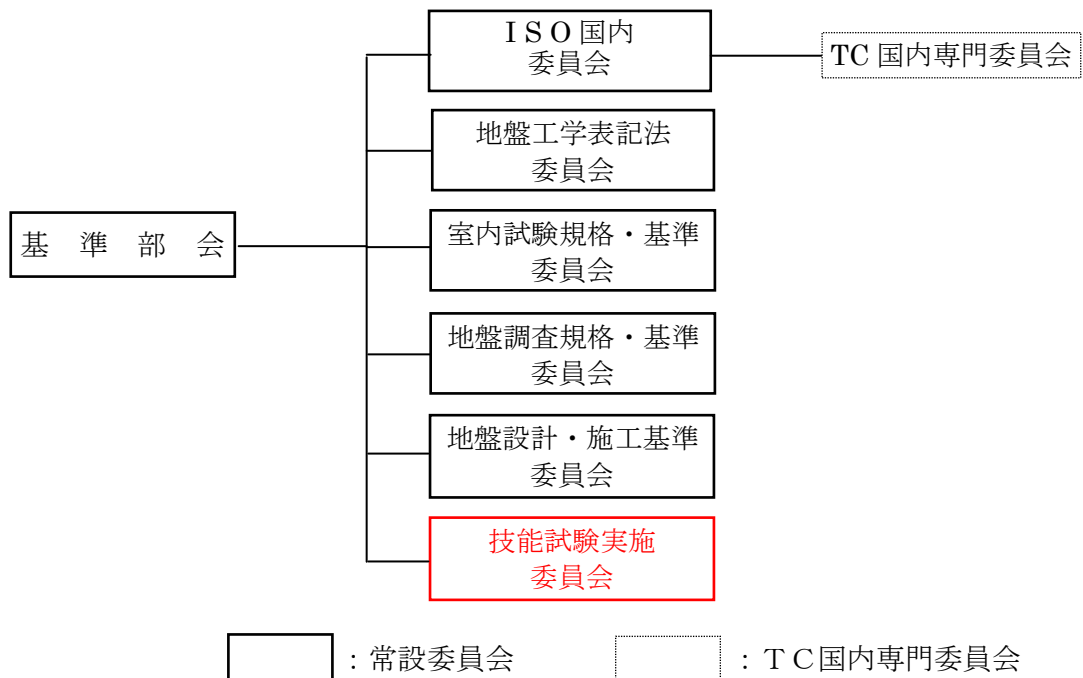 ＩＳＯ国内
委員会
TC 国内専門委員会
地盤工学表記法
委員会
基　準　部　会
室内試験規格・基準
委員会
地盤調査規格・基準
委員会
地盤設計・施工基準
委員会
技能試験実施
委員会
：常設委員会
：ＴＣ国内専門委員会